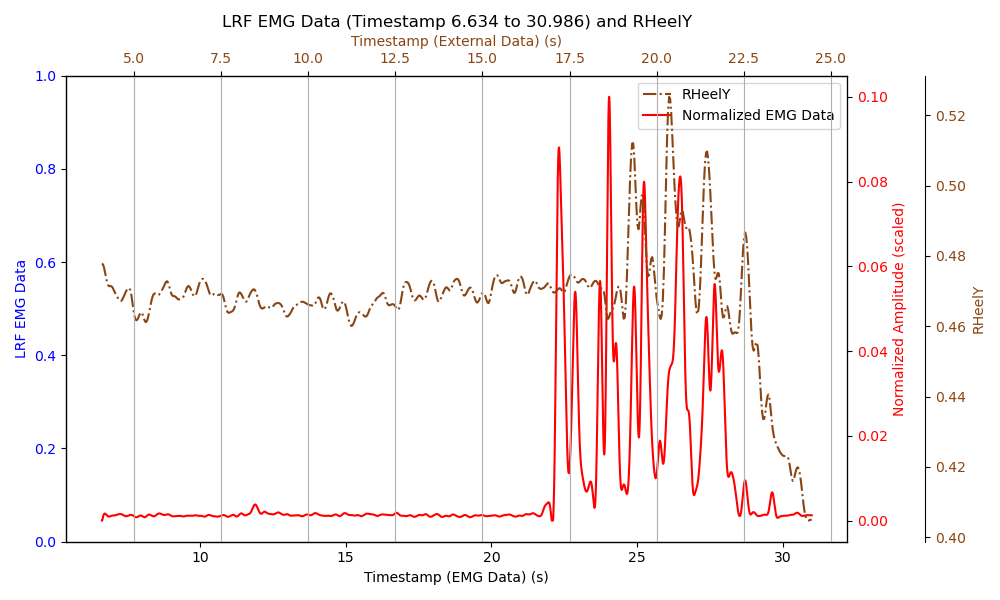 LRF EMG Data (Timestamp 6.634 to 30.986) and RHeelY
Timestamp (External Data) (s)
5.0 7.5 10.0 12.5 15.0 17.5 20.0 22.5 25.0
RHeelY
Normalized EMG Data
1.0
0.8
0.6
0.4
0.2
0.0
LRF EMG Data
0.10
0.08
0.06
0.04
0.02
0.00
Normalized Amplitude (scaled)
0.52
0.50
0.48
0.46
0.44
0.42
0.40
RHeelY
10 15 20 25 30
Timestamp (EMG Data) (s)